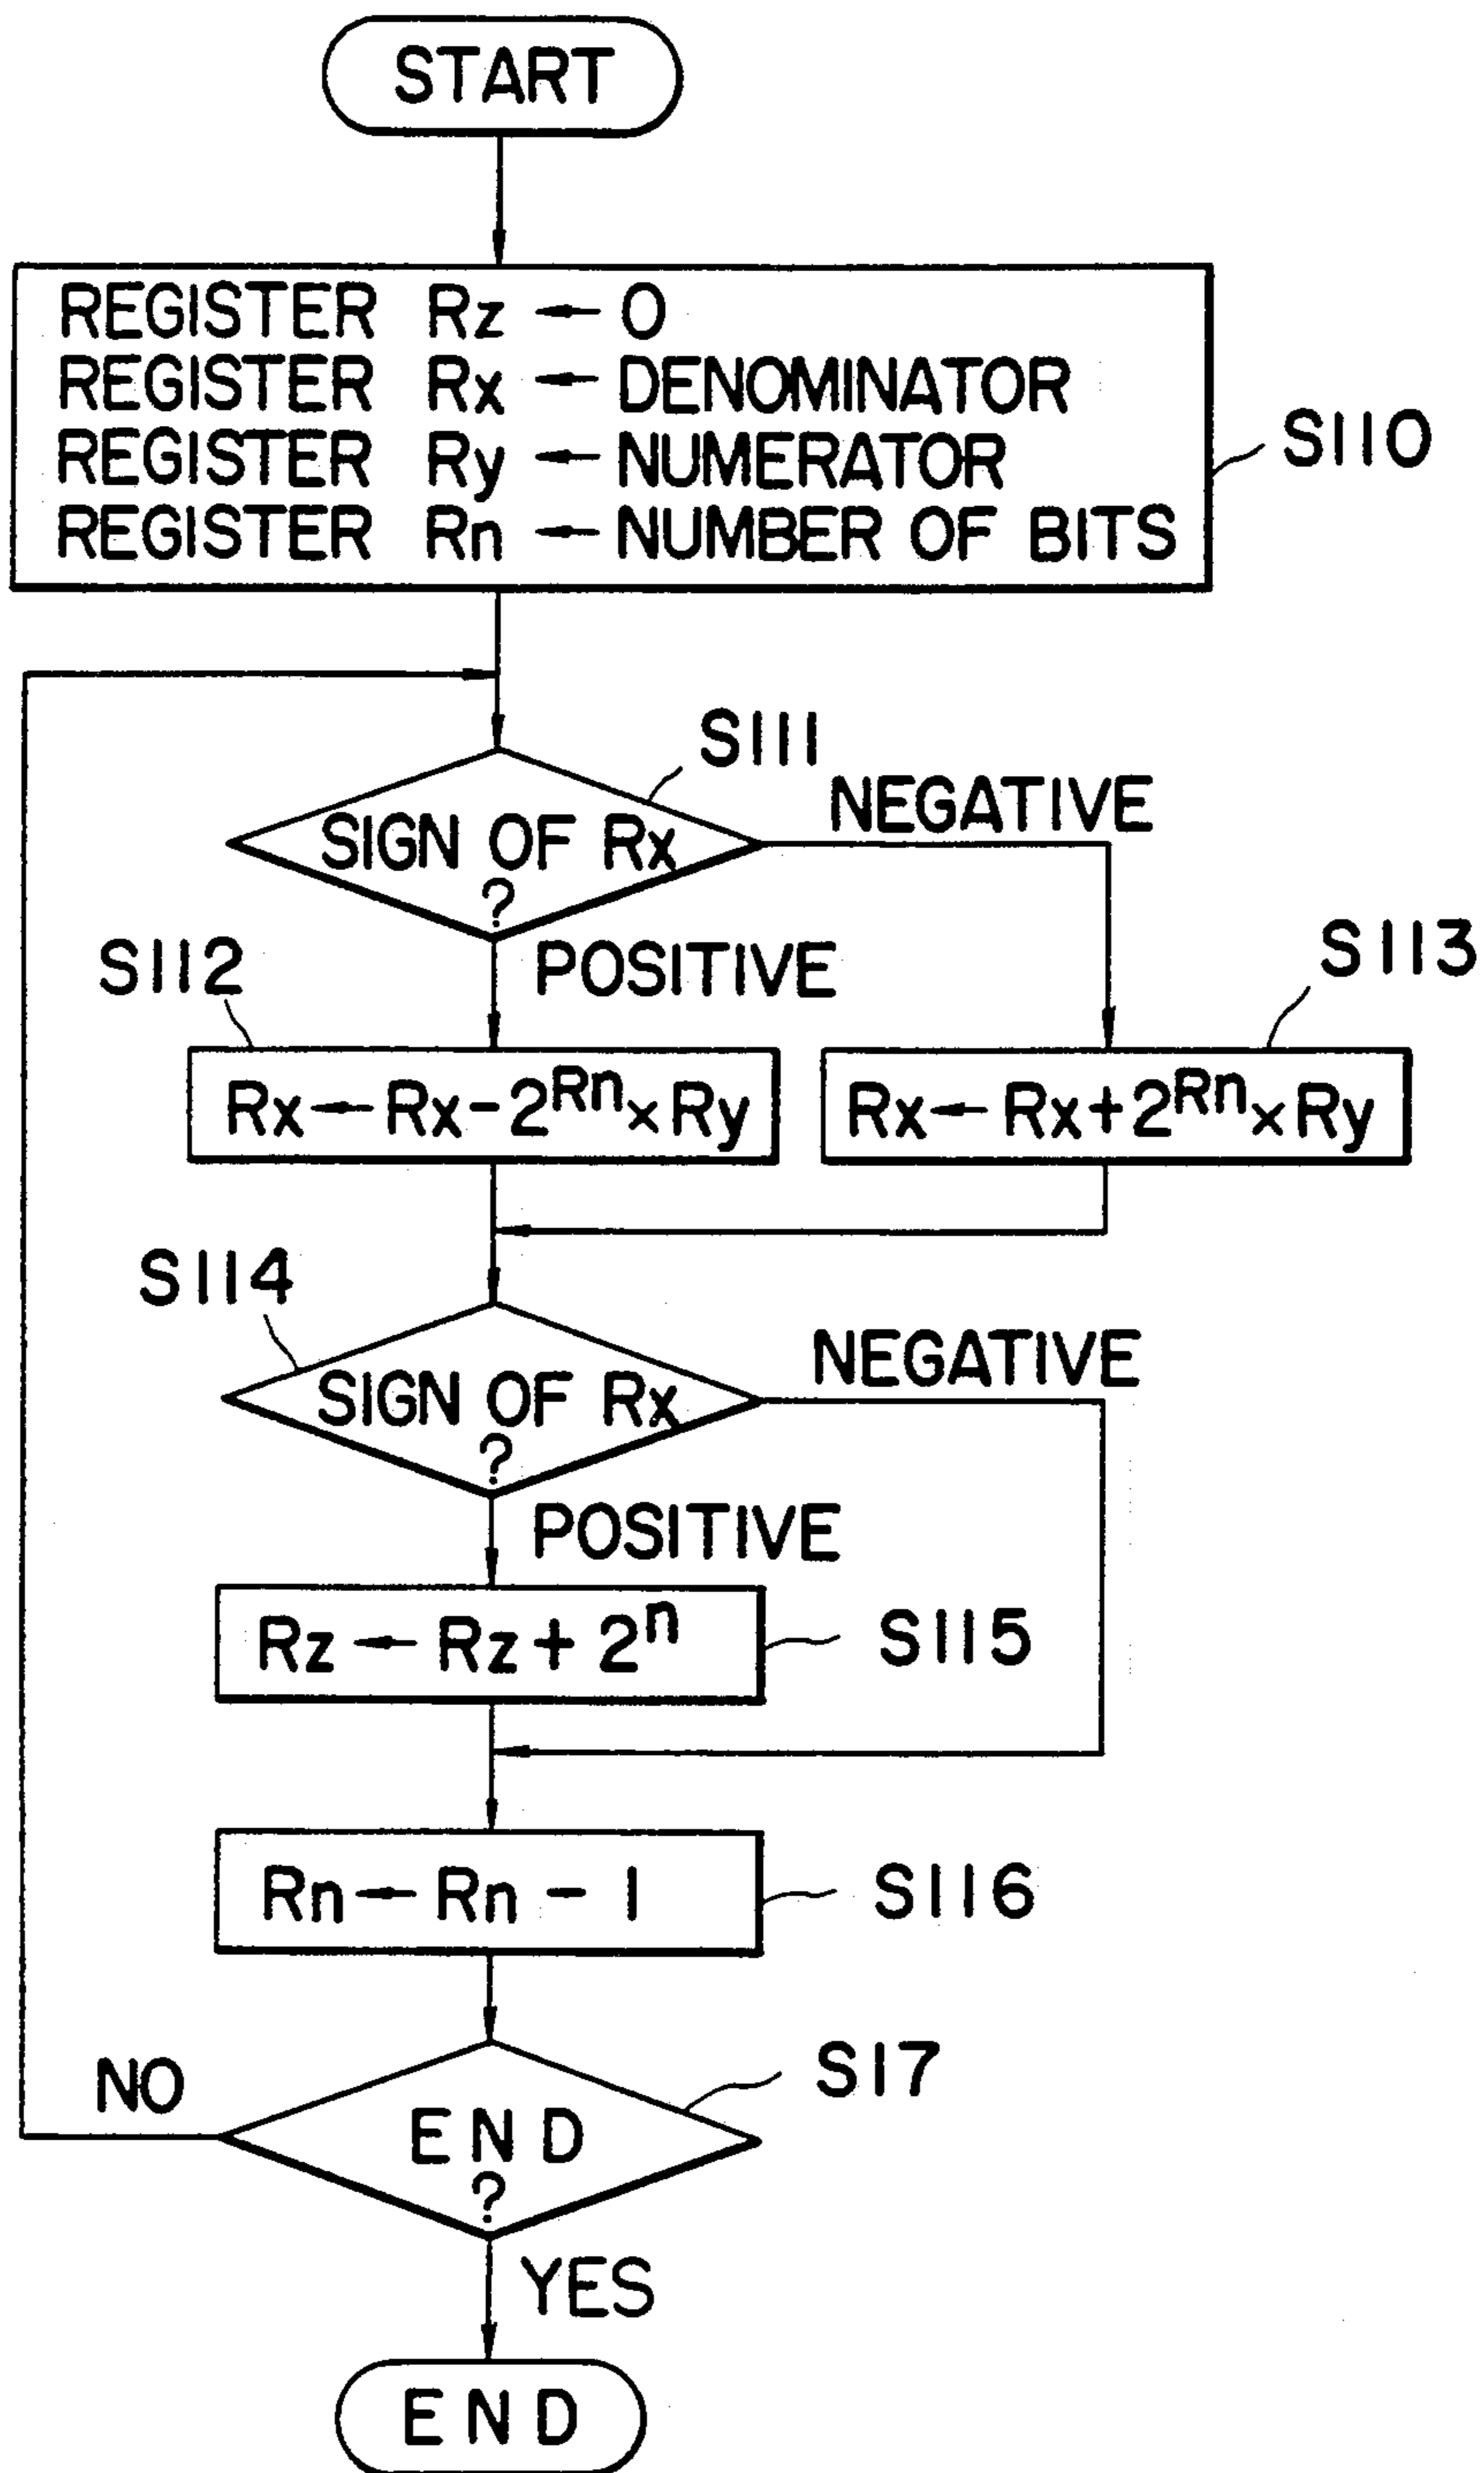 START
REGISTER Rz ← 0
REGISTER Rx ← DENOMINATOR
REGISTER Ry ← NUMERATOR
REGISTER Rn ← NUMBER OF BITS
S110
S111
NEGATIVE
SIGN OF Rx
?
S112
POSITIVE
S113
Rx ← Rx - 2^Rn × Ry
Rx ← Rx + 2^Rn × Ry
S114
NEGATIVE
SIGN OF Rx
?
POSITIVE
Rz ← Rz + 2^n
S115
Rn ← Rn - 1
S116
S17
NO
END
?
YES
END